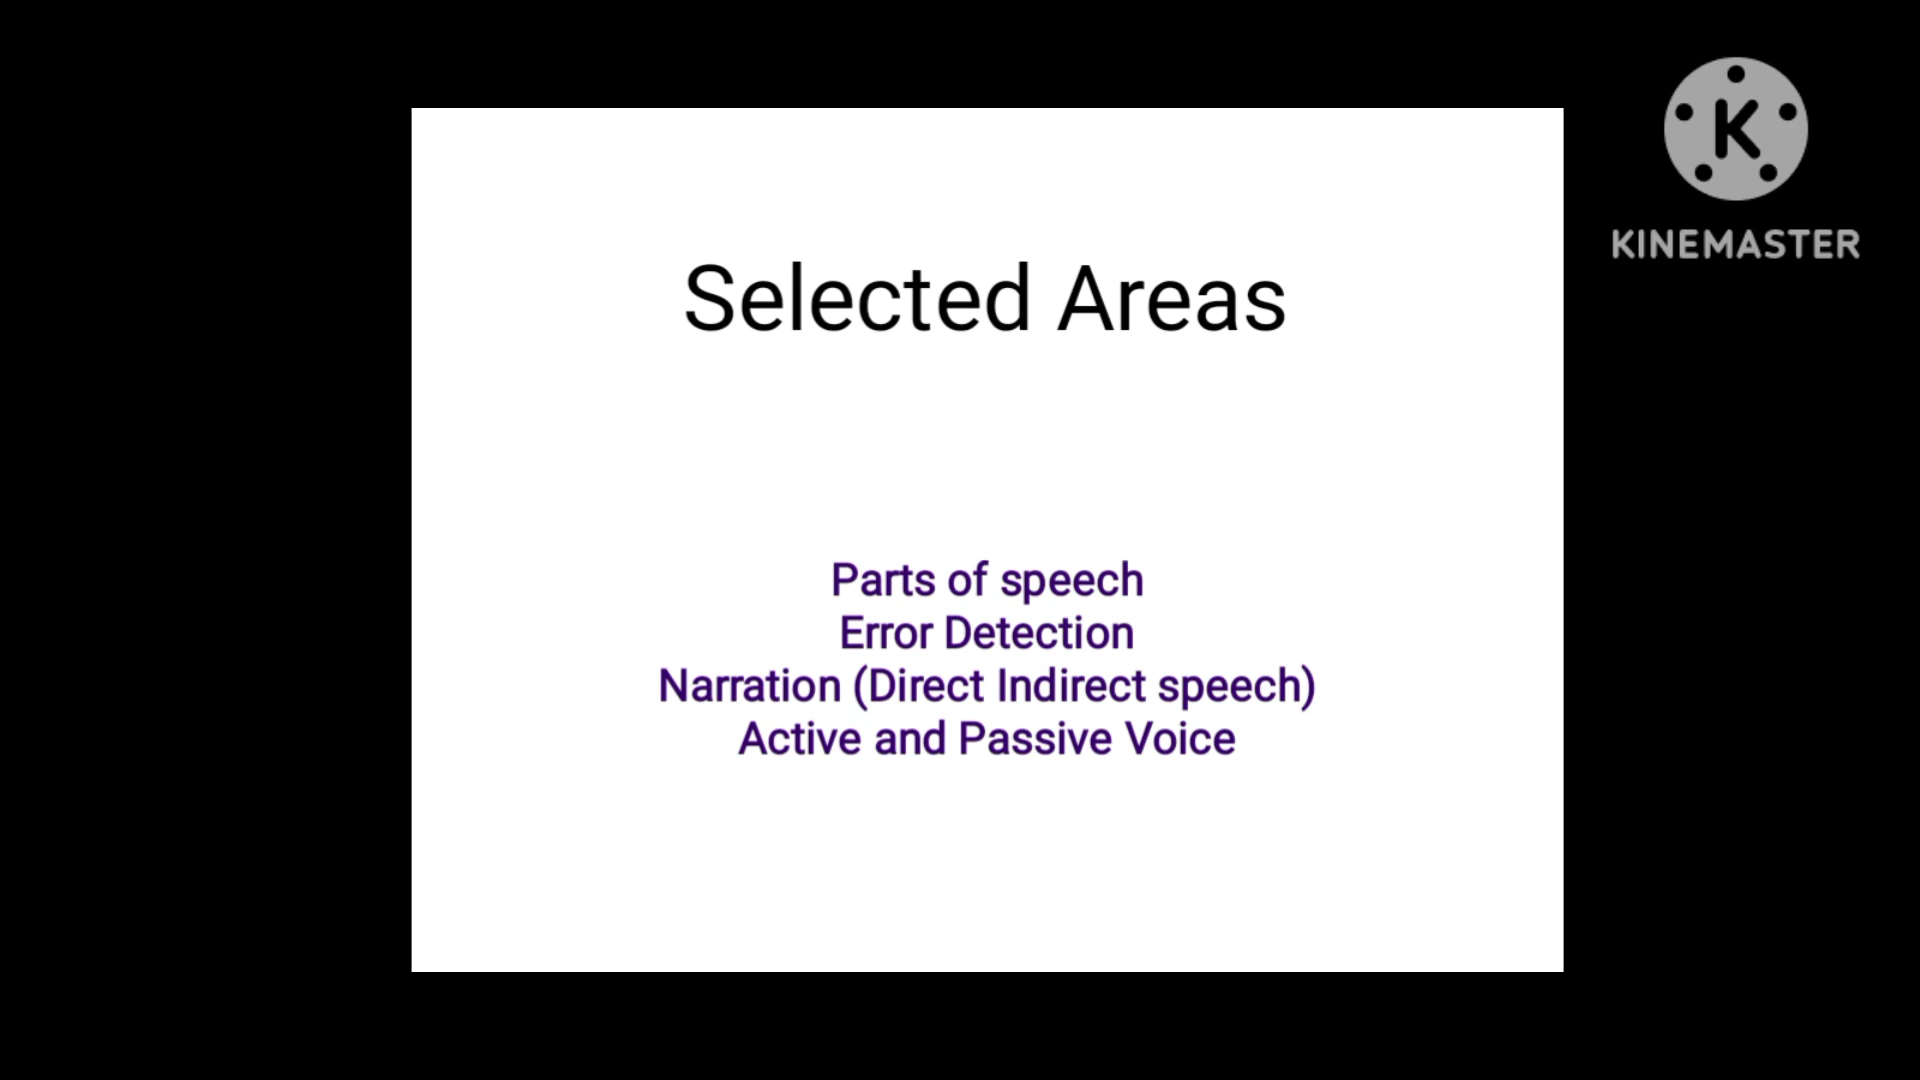 Selected Areas
K
KINEMASTER
Parts of speech
Error Detection
Narration (Direct Indirect speech)
Active and Passive Voice